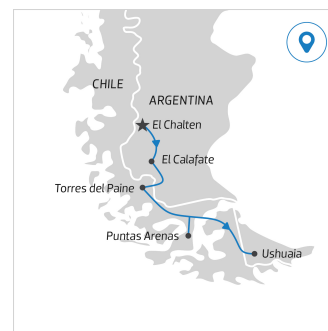 CHILE
ARGENTINA
El Chalten
El Calafate
Torres del Paine
Puntas Arenas
Ushuaia